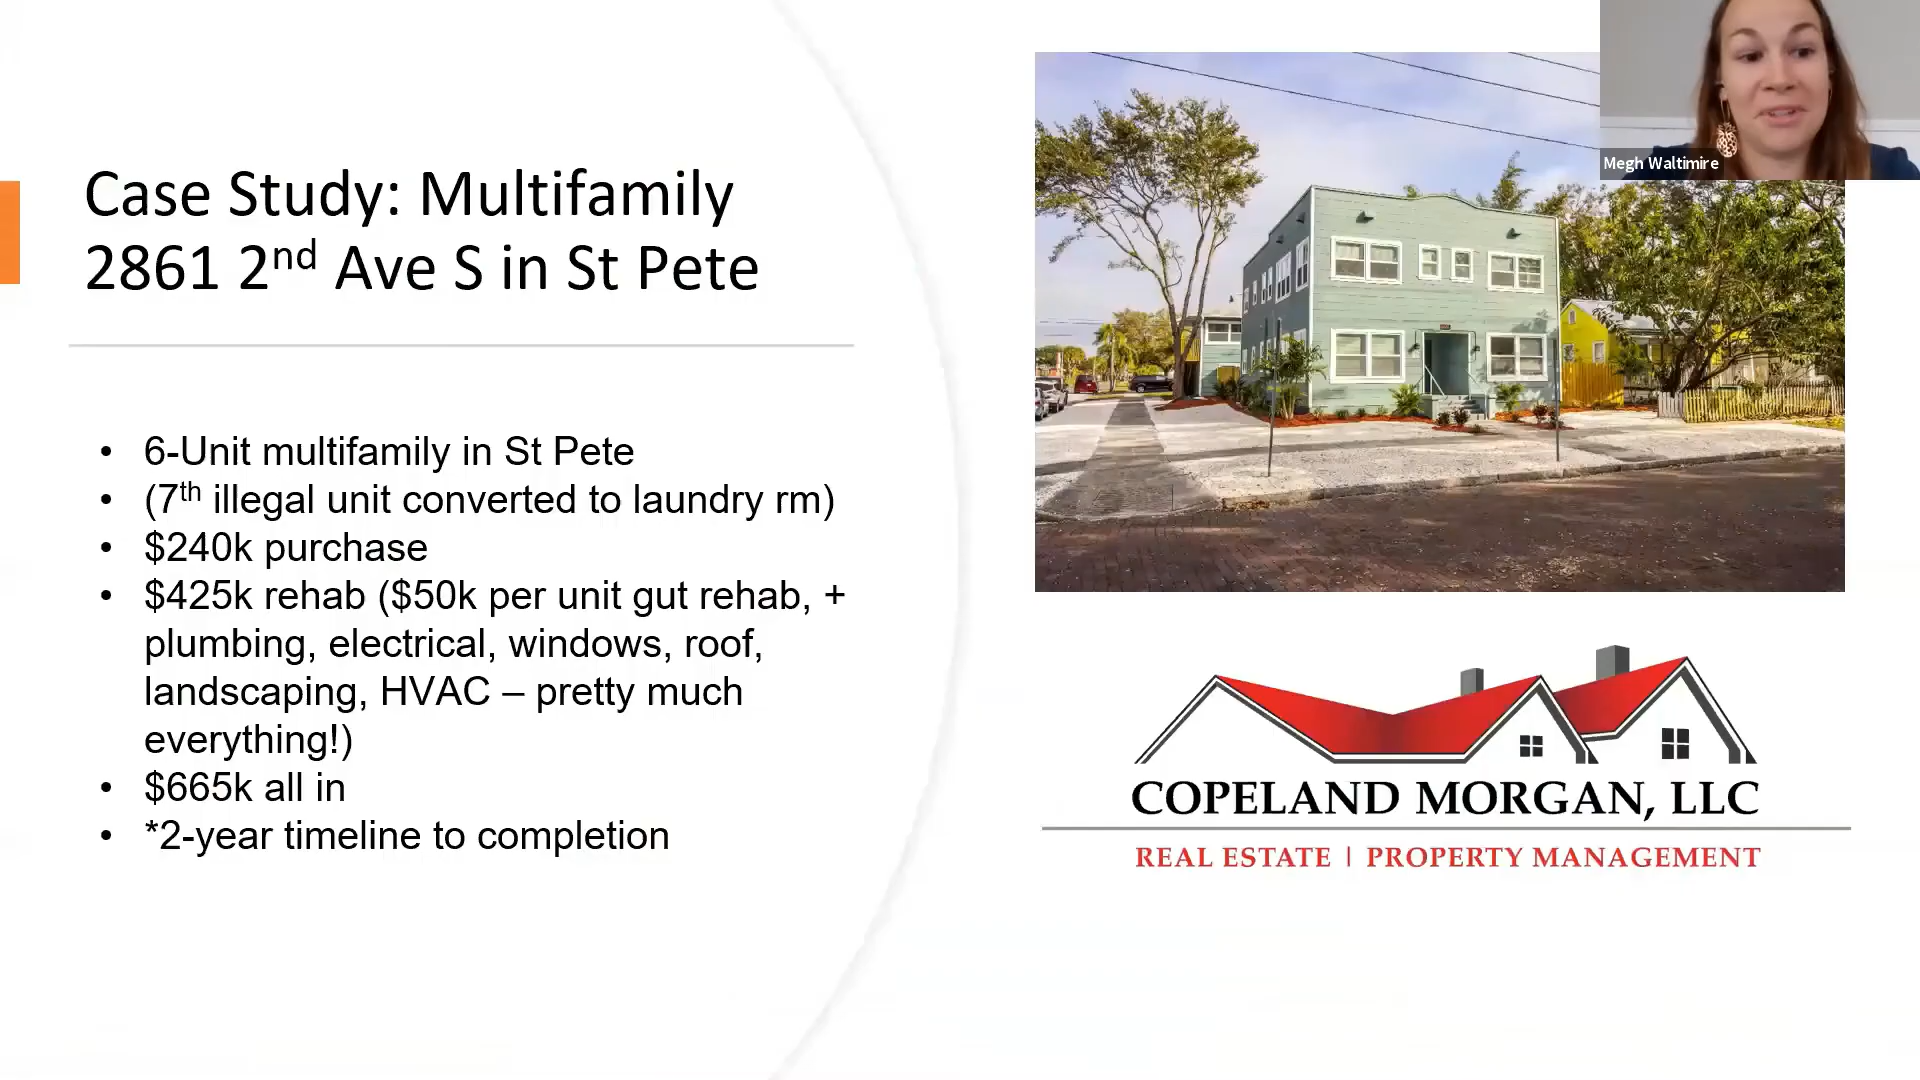 Case Study: Multifamily
2861 2nd Ave S in St Pete
• 6-Unit multifamily in St Pete
• (7th illegal unit converted to laundry rm)
• $240k purchase
• $425k rehab ($50k per unit gut rehab, +
plumbing, electrical, windows, roof,
landscaping, HVAC – pretty much
everything!)
• $665k all in
• *2-year timeline to completion
Megh Waltimire
COPELAND MORGAN, LLC
REAL ESTATE | PROPERTY MANAGEMENT